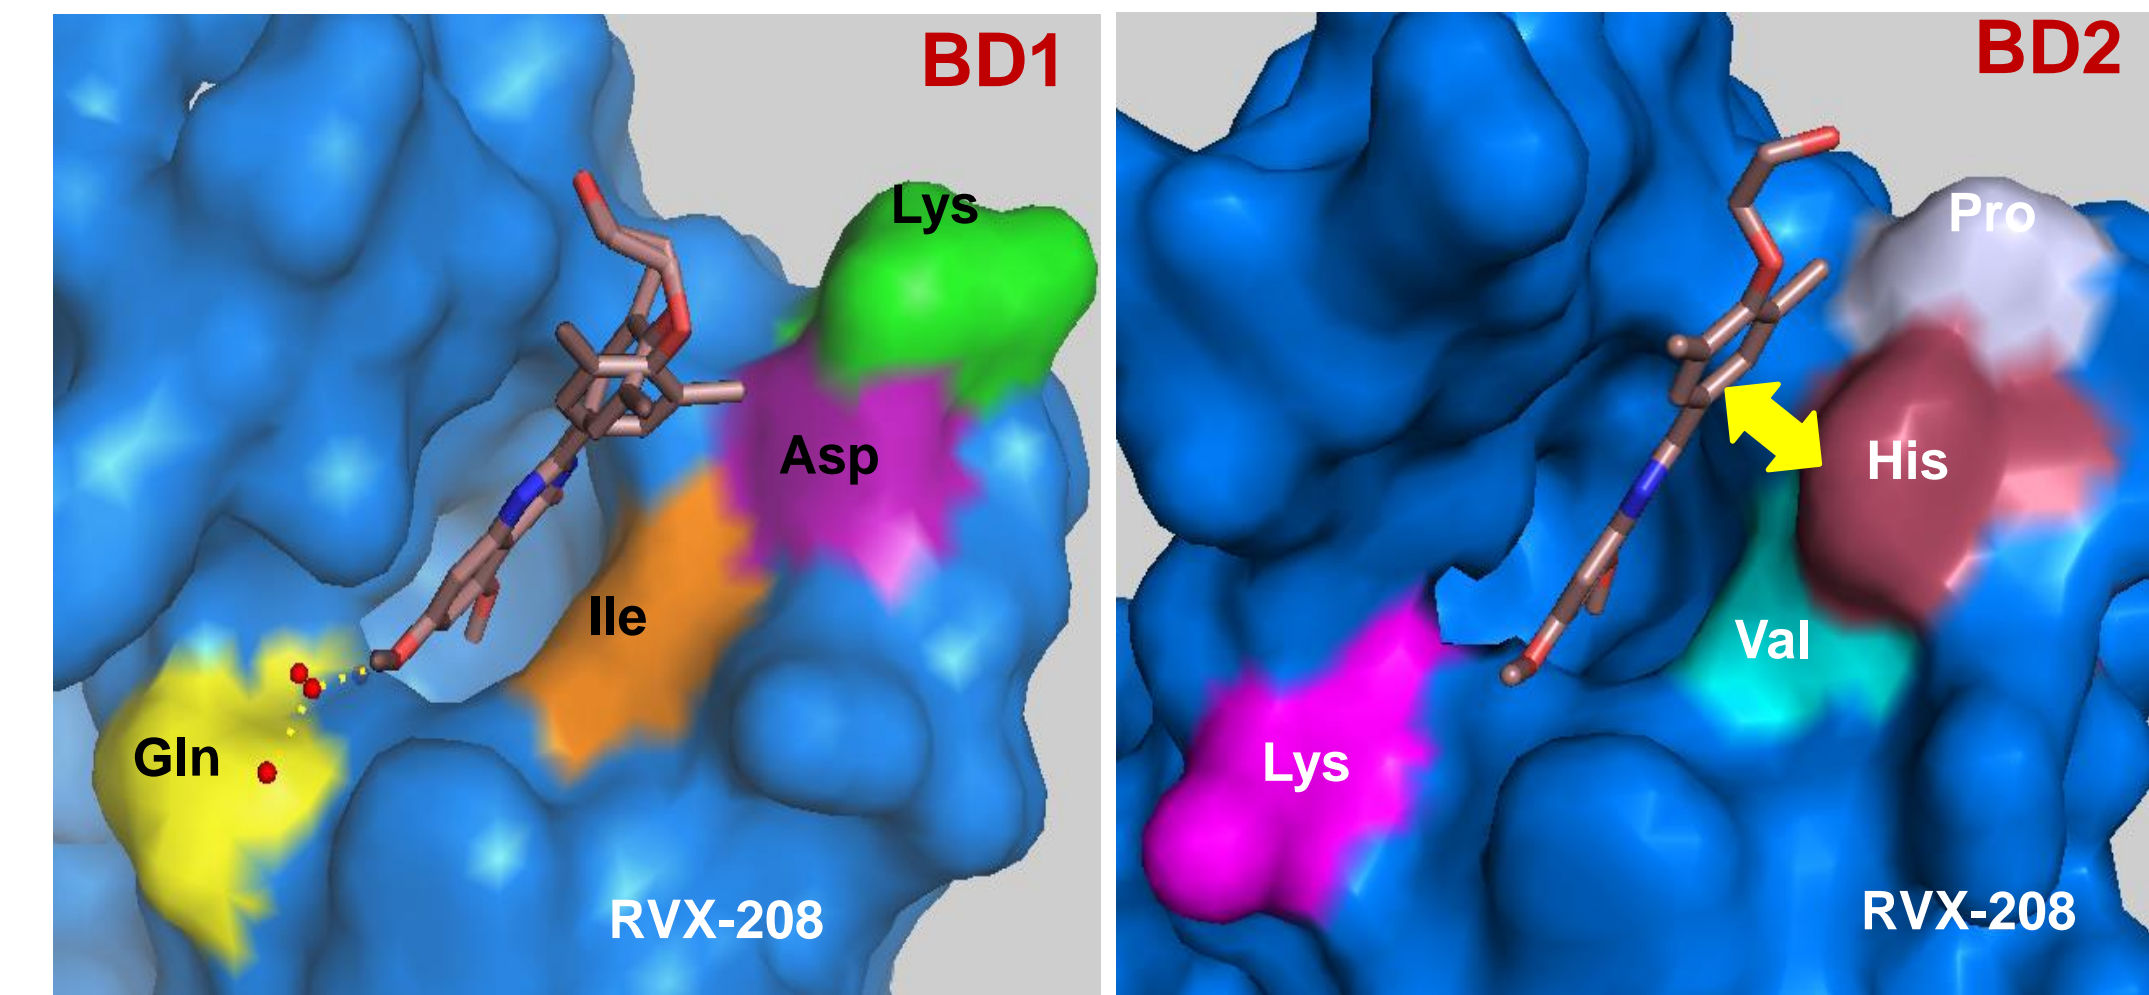 BD1
Lys
Asp
Ile
Gln
RVX-208
BD2
Pro
His
Val
Lys
RVX-208